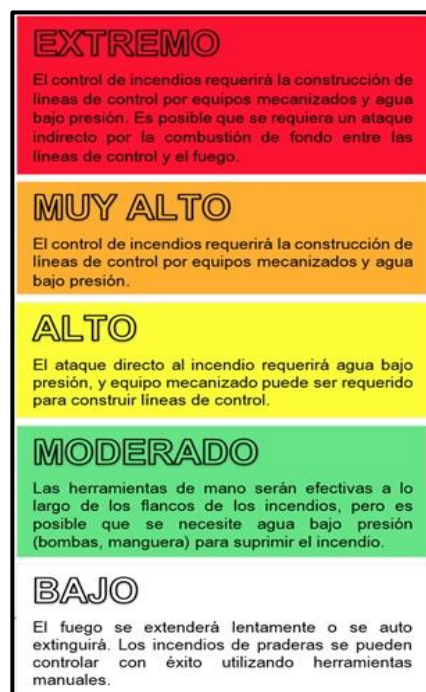 EXTREMO
El control de incendios requerirá la construcción de
líneas de control por equipos mecanizados y agua
bajo presión. Es posible que se requiera un ataque
indirecto por la combustión de fondo entre las
líneas de control y el fuego.
MUY ALTO
El control de incendios requerirá la construcción de
líneas de control por equipos mecanizados y agua
bajo presión.
ALTO
El ataque directo al incendio requerirá agua bajo
presión, y equipo mecanizado puede ser requerido
para construir líneas de control.
MODERADO
Las herramientas de mano serán efectivas a lo
largo de los flancos de los incendios, pero es
posible que se necesite agua bajo presión
(bombas, manguera) para suprimir el incendio.
BAJO
El fuego se extenderá lentamente o se auto
extinguirá. Los incendios de praderas se pueden
controlar con éxito utilizando herramientas
manuales.